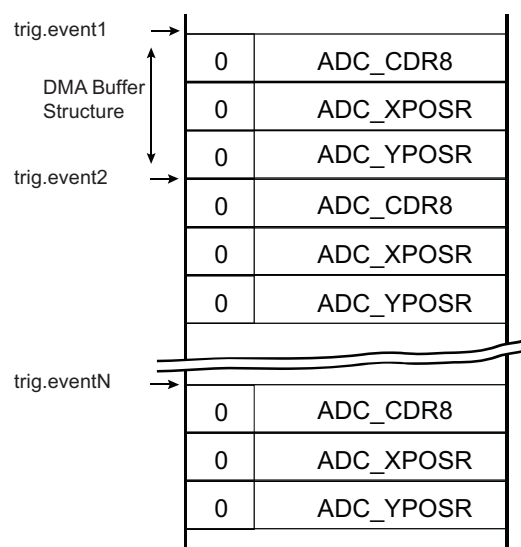 trig.event1
0 ADC_CDR8
DMA Buffer
Structure
0 ADC_XPOSR
0 ADC_YPOSR
trig.event2
0 ADC_CDR8
0 ADC_XPOSR
0 ADC_YPOSR
trig.eventN
0 ADC_CDR8
0 ADC_XPOSR
0 ADC_YPOSR